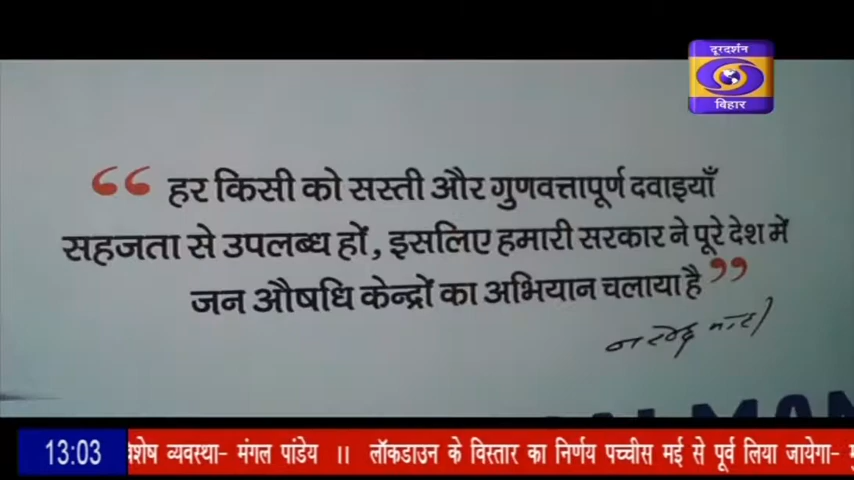 दूरदर्शन
बिहार
“ हर किसी को सस्ती और गुणवत्तापूर्ण दवाइयाँ
सहजता से उपलब्ध हों, इसलिए हमारी सरकार ने पूरे देश में
जन औषधि केन्द्रों का अभियान चलाया है ”
नरेन्द्र मोदी
13:03
विशेष व्यवस्था- मंगल पांडेय ॥ लॉकडाउन के विस्तार का निर्णय पच्चीस मई से पूर्व लिया जायेगा-